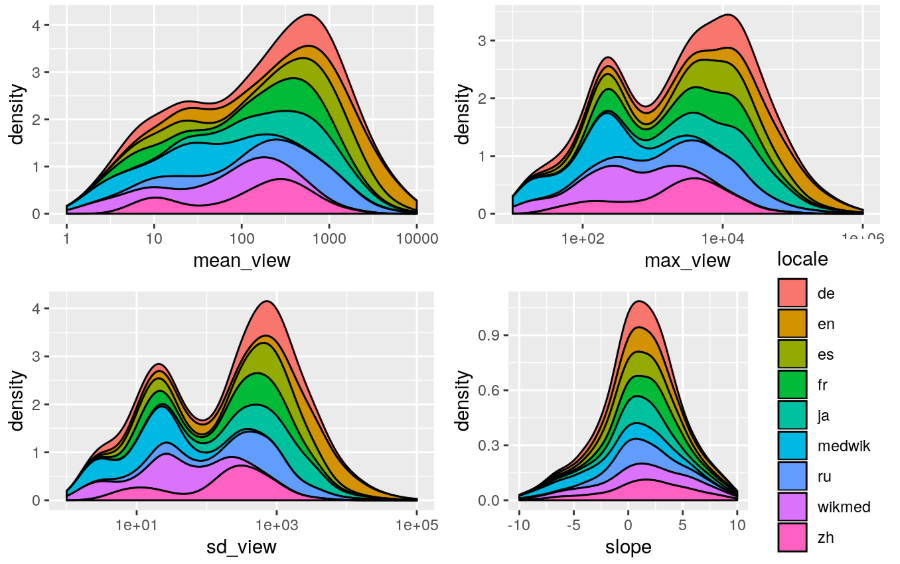 4
3
2
1
0
density
1
10
100
1000
10000
mean_view
3
2
1
0
density
1e+02
1e+04
1e+06
max_view
4
3
2
1
0
density
1e+01
1e+03
1e+05
sd_view
0.9
0.6
0.3
0.0
density
-10
-5
0
5
10
slope
locale
de
en
es
fr
ja
medwik
ru
wikmed
zh